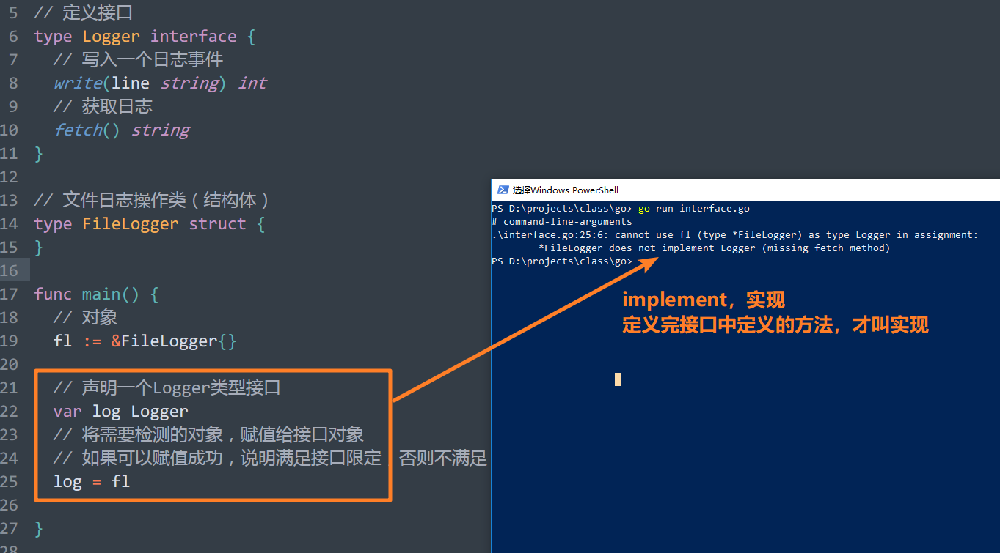 5 // 定义接口
6 type Logger interface {
7 // 写入一个日志事件
8 write(line string) int
9 // 获取日志
10 fetch() string
11 }
12
13 // 文件日志操作类（结构体）
14 type FileLogger struct {
15 }
16
17 func main() {
18 // 对象
19 fl := &FileLogger{}
20
21 // 声明一个Logger类型接口
22 var log Logger
23 // 将需要检测的对象，赋值给接口对象
24 // 如果可以赋值成功，说明满足接口限定，否则不满足
25 log = fl
26
27 }
28
选择Windows PowerShell
PS D:\projects\class\go> go run interface.go
# command-line-arguments
.\interface.go:25:6: cannot use fl (type *FileLogger) as type Logger in assignment:
*FileLogger does not implement Logger (missing fetch method)
PS D:\projects\class\go>
implement，实现
定义完接口中定义的方法，才叫实现